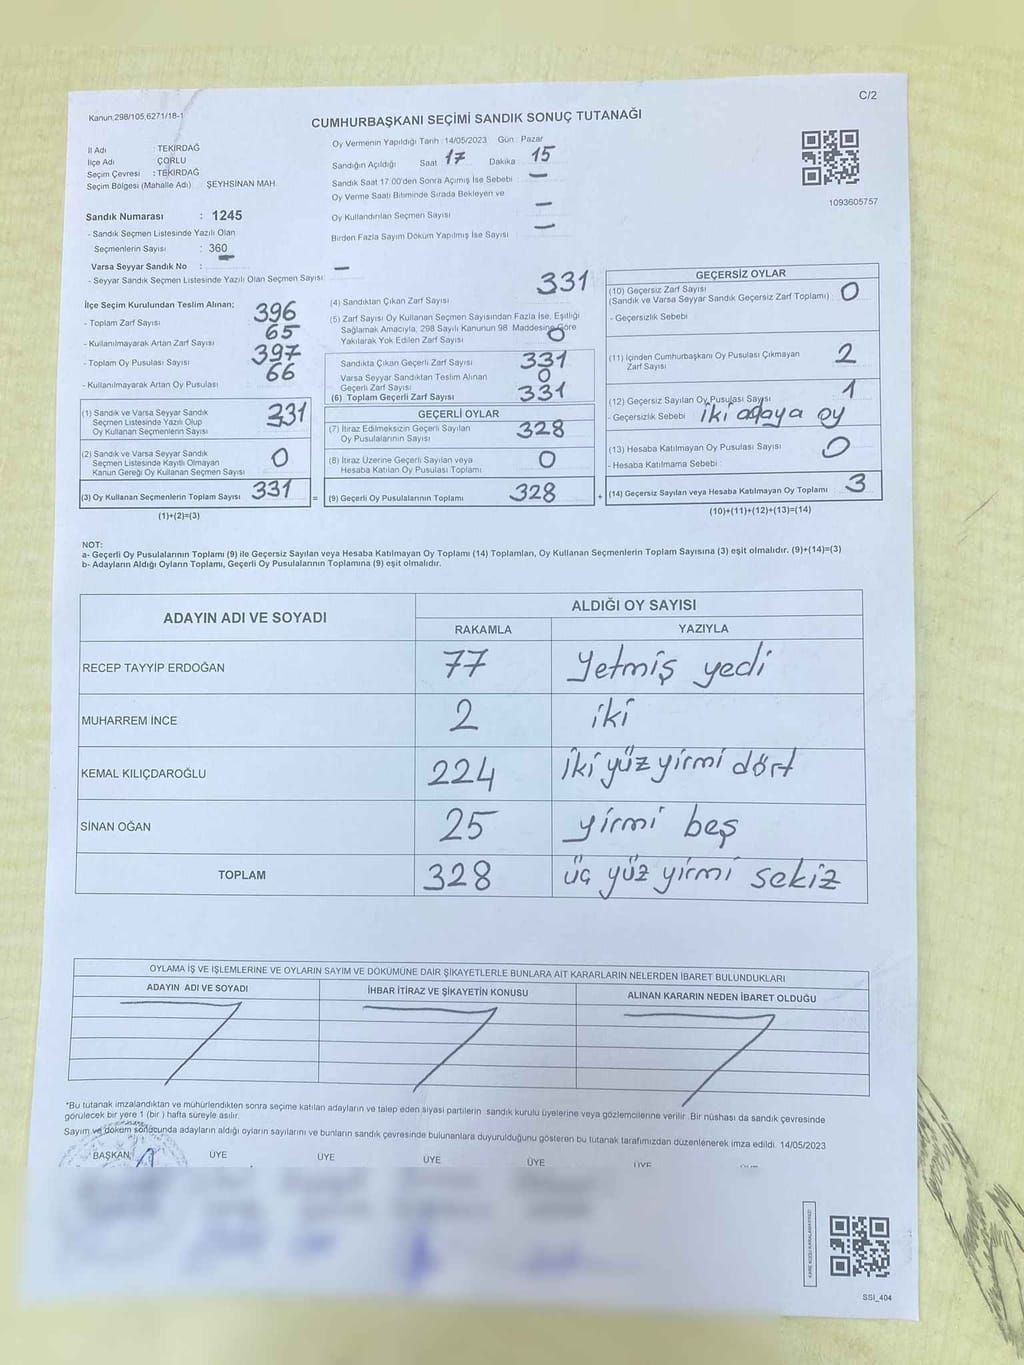 C/2
Kanun 298/105,6271/18-1
CUMHURBAŞKANI SEÇİMİ SANDIK SONUÇ TUTANAĞI
İl Adı : TEKİRDAĞ
İlçe Adı : ÇORLU
Seçim Çevresi : TEKİRDAĞ
Seçim Bölgesi (Mahalle Adı) : ŞEYHSİNAN MAH
Sandık Numarası : 1245
- Sandık Seçmen Listesinde Yazılı Olan
Seçmenlerin Sayısı : 360
Varsa Seyyar Sandık No : —
- Seyyar Sandık Seçmen Listesinde Yazılı Olan Seçmen Sayısı:
Oy Vermenin Yapıldığı Tarih : 14/05/2023 Gün : Pazar
Sandığın Açıldığı Saat 17 Dakika 15
Sandık Saat 17:00'den Sonra Açımış İse Sebebi —
Oy Verme Saati Bitiminde Sırada Bekleyen ve
Oy Kullandırılan Seçmen Sayısı —
Birden Fazla Sayım Döküm Yapılmış İse Sayısı —
1093605757
İlçe Seçim Kurulundan Teslim Alınan;
- Toplam Zarf Sayısı 396
- Kullanılmayarak Artan Zarf Sayısı 65
- Toplam Oy Pusulası Sayısı 397
- Kullanılmayarak Artan Oy Pusulası 66
(1) Sandık ve Varsa Seyyar Sandık
Seçmen Listesinde Yazılı Olup
Oy Kullanan Seçmenlerin Sayısı 331
(2) Sandık ve Varsa Seyyar Sandık
Seçmen Listesinde Kayıtlı Olmayan
Kanun Gereği Oy Kullanan Seçmen Sayısı 0
(3) Oy Kullanan Seçmenlerin Toplam Sayısı 331 =
(1)+(2)=(3)
(4) Sandıktan Çıkan Zarf Sayısı 331
(5) Zarf Sayısı Oy Kullanan Seçmen Sayısından Fazla İse, Eşitliği
Sağlamak Amacıyla, 298 Sayılı Kanunun 98. Maddesine Göre
Yakılarak Yok Edilen Zarf Sayısı 0
Sandıkta Çıkan Geçerli Zarf Sayısı 331
Varsa Seyyar Sandıktan Teslim Alınan
Geçerli Zarf Sayısı 0
(6) Toplam Geçerli Zarf Sayısı 331
GEÇERLİ OYLAR
(7) İtiraz Edilmeksizin Geçerli Sayılan
Oy Pusulalarının Sayısı 328
(8) İtiraz Üzerine Geçerli Sayılan veya
Hesaba Katılan Oy Pusulası Toplamı 0
(9) Geçerli Oy Pusulalarının Toplamı 328 +
GEÇERSİZ OYLAR
(10) Geçersiz Zarf Sayısı
(Sandık ve Varsa Seyyar Sandık Geçersiz Zarf Toplamı) 0
- Geçersizlik Sebebi
(11) İçinden Cumhurbaşkanı Oy Pusulası Çıkmayan
Zarf Sayısı 2
(12) Geçersiz Sayılan Oy Pusulası Sayısı 1
- Geçersizlik Sebebi iki adaya oy
(13) Hesaba Katılmayan Oy Pusulası Sayısı 0
- Hesaba Katılmama Sebebi
(14) Geçersiz Sayılan veya Hesaba Katılmayan Oy Toplamı 3
(10)+(11)+(12)+(13)=(14)
NOT:
a- Geçerli Oy Pusulalarının Toplamı (9) ile Geçersiz Sayılan veya Hesaba Katılmayan Oy Toplamı (14) Toplamları, Oy Kullanan Seçmenlerin Toplam Sayısına (3) eşit olmalıdır. (9)+(14)=(3)
b- Adayların Aldığı Oyların Toplamı, Geçerli Oy Pusulalarının Toplamına (9) eşit olmalıdır.
ADAYIN ADI VE SOYADI ALDIĞI OY SAYISI
RAKAMLA YAZIYLA
RECEP TAYYİP ERDOĞAN 77 Yetmiş yedi
MUHARREM İNCE 2 iki
KEMAL KILIÇDAROĞLU 224 iki yüz yirmi dört
SİNAN OĞAN 25 yirmi beş
TOPLAM 328 üç yüz yirmi sekiz
OYLAMA İŞ VE İŞLEMLERİNE VE OYLARIN SAYIM VE DÖKÜMÜNE DAİR ŞİKAYETLERLE BUNLARA AİT KARARLARIN NELERDEN İBARET BULUNDUKLARI
ADAYIN ADI VE SOYADI İHBAR İTİRAZ VE ŞİKAYETİN KONUSU ALINAN KARARIN NEDEN İBARET OLDUĞU
*Bu tutanak imzalandıktan ve mühürlendikten sonra seçime katılan adayların ve talep eden siyasi partilerin sandık kurulu üyelerine veya gözlemcilerine verilir. Bir nüshası da sandık çevresinde
görülecek bir yere 1 (bir) hafta süreyle asılır.
Sayım ve döküm sonucunda adayların aldığı oyların sayılarını ve bunların sandık çevresinde bulunanlara duyurulduğunu gösteren bu tutanak tarafımızdan düzenlenerek imza edildi. 14/05/2023
BAŞKAN ÜYE ÜYE ÜYE ÜYE ÜYE
SSİ_404